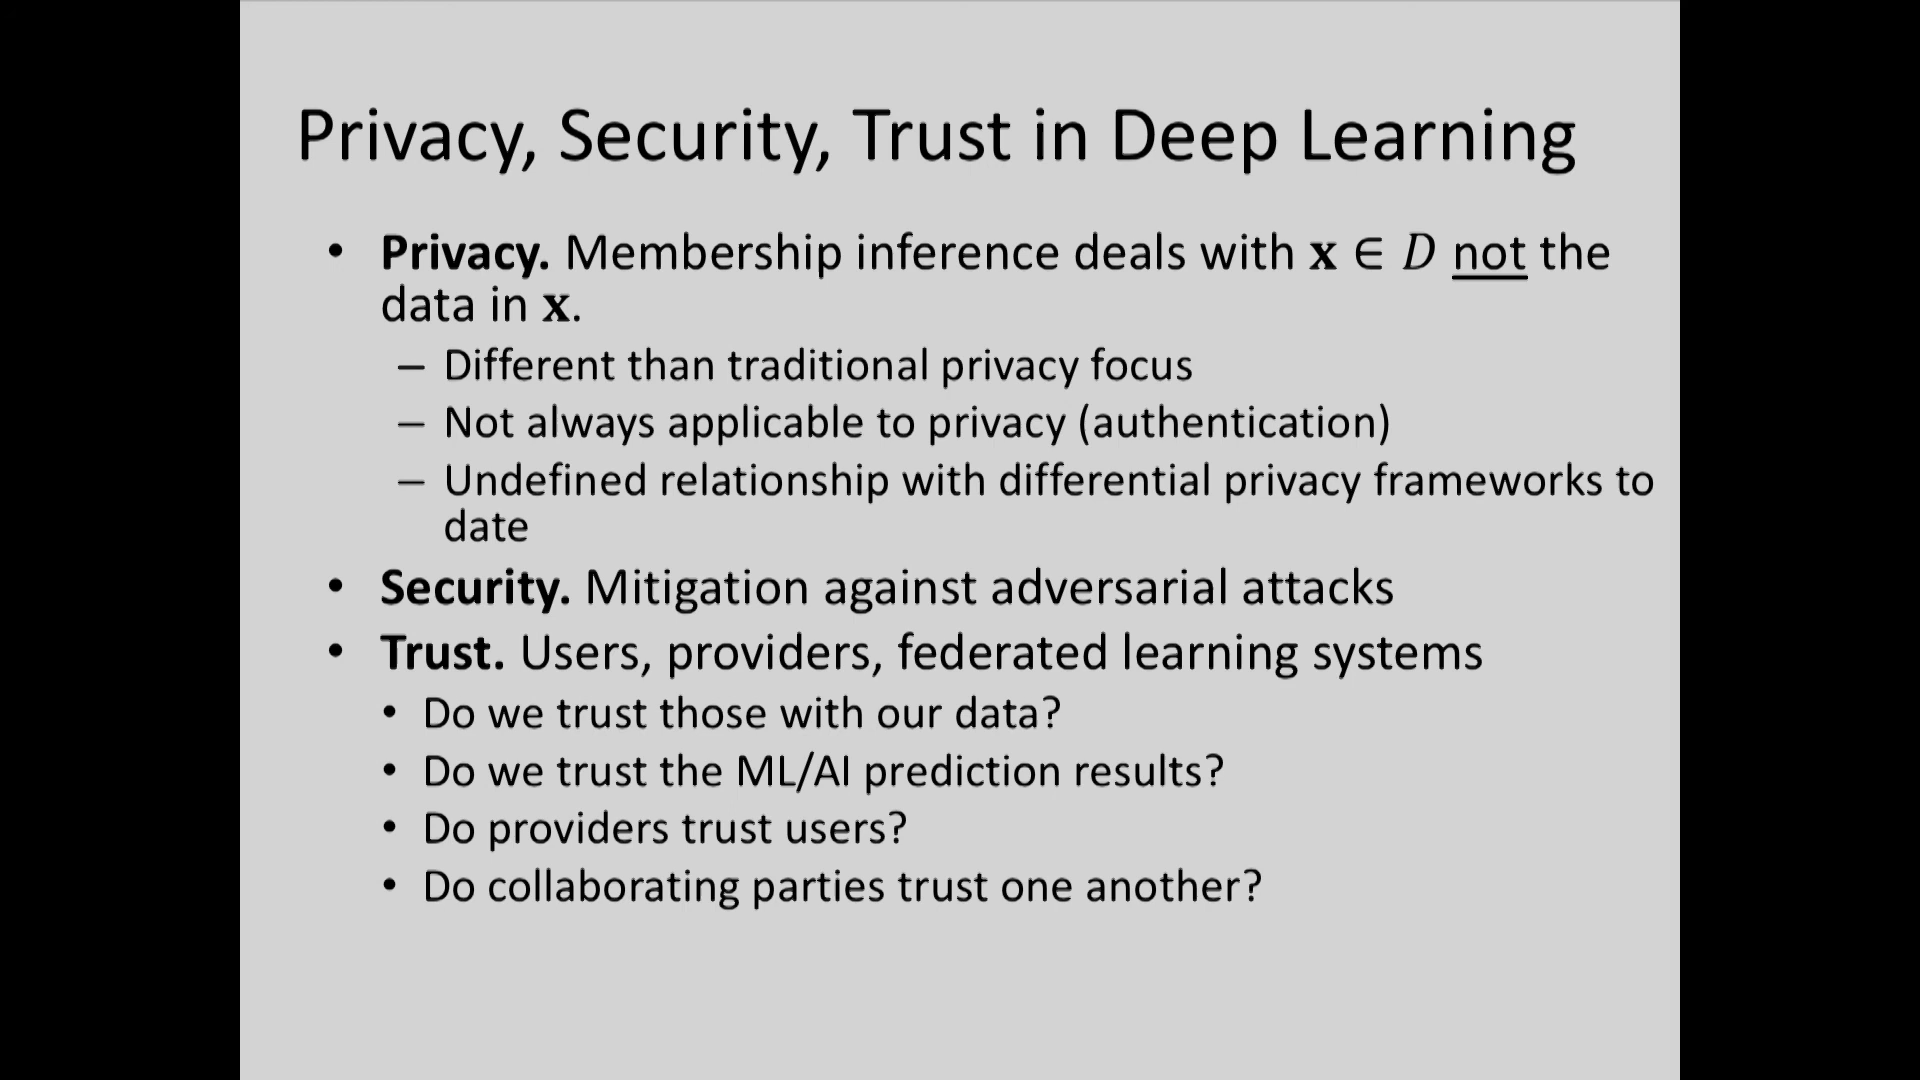 Privacy, Security, Trust in Deep Learning
• Privacy. Membership inference deals with x ∈ D not the
data in x.
– Different than traditional privacy focus
– Not always applicable to privacy (authentication)
– Undefined relationship with differential privacy frameworks to
date
• Security. Mitigation against adversarial attacks
• Trust. Users, providers, federated learning systems
• Do we trust those with our data?
• Do we trust the ML/AI prediction results?
• Do providers trust users?
• Do collaborating parties trust one another?